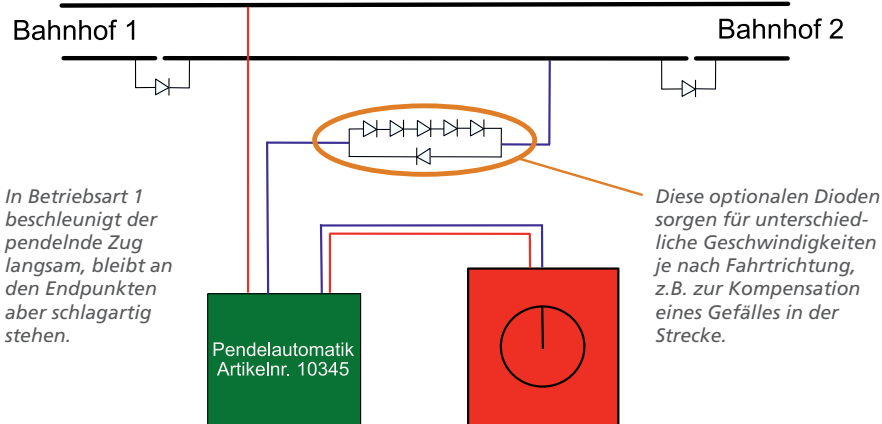 Bahnhof 1
Bahnhof 2
In Betriebsart 1
beschleunigt der
pendelnde Zug
langsam, bleibt an
den Endpunkten
aber schlagartig
stehen.
Diese optionalen Dioden
sorgen für unterschied-
liche Geschwindigkeiten
je nach Fahrtrichtung,
z.B. zur Kompensation
eines Gefälles in der
Strecke.
Pendelautomatik
Artikelnr. 10345